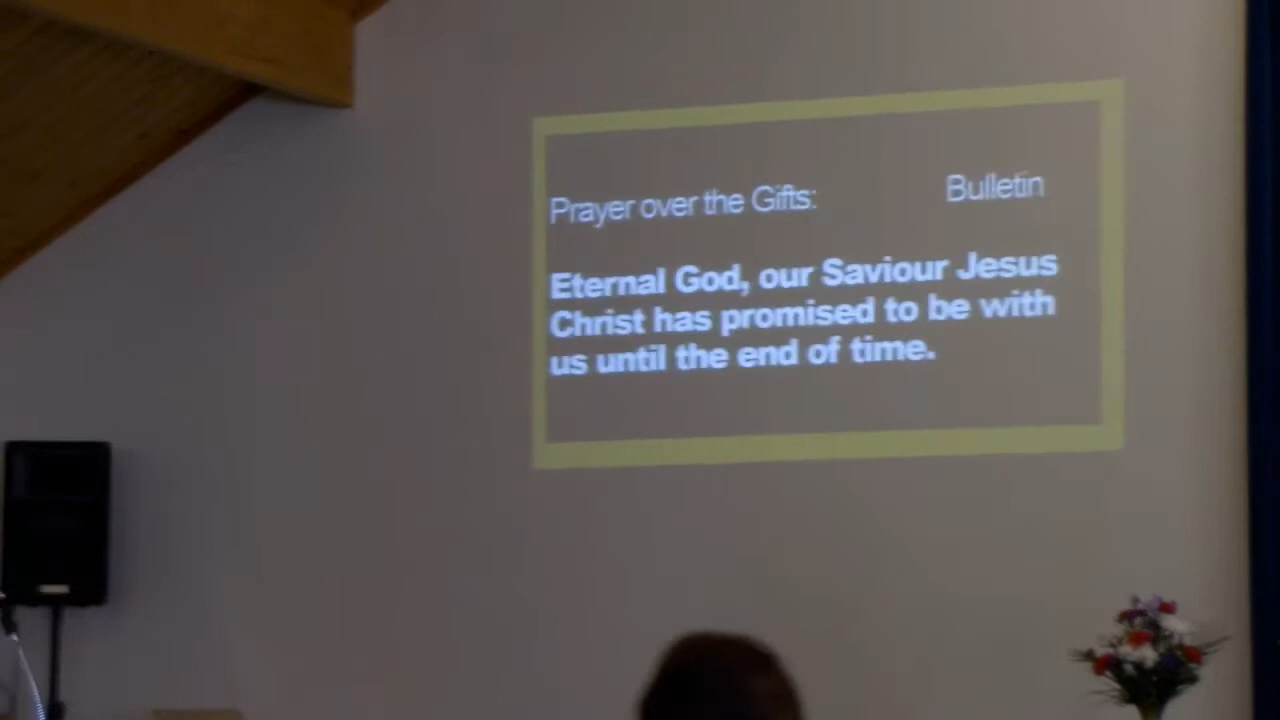 Prayer over the Gifts: Bulletin
Eternal God, our Saviour Jesus
Christ has promised to be with
us until the end of time.